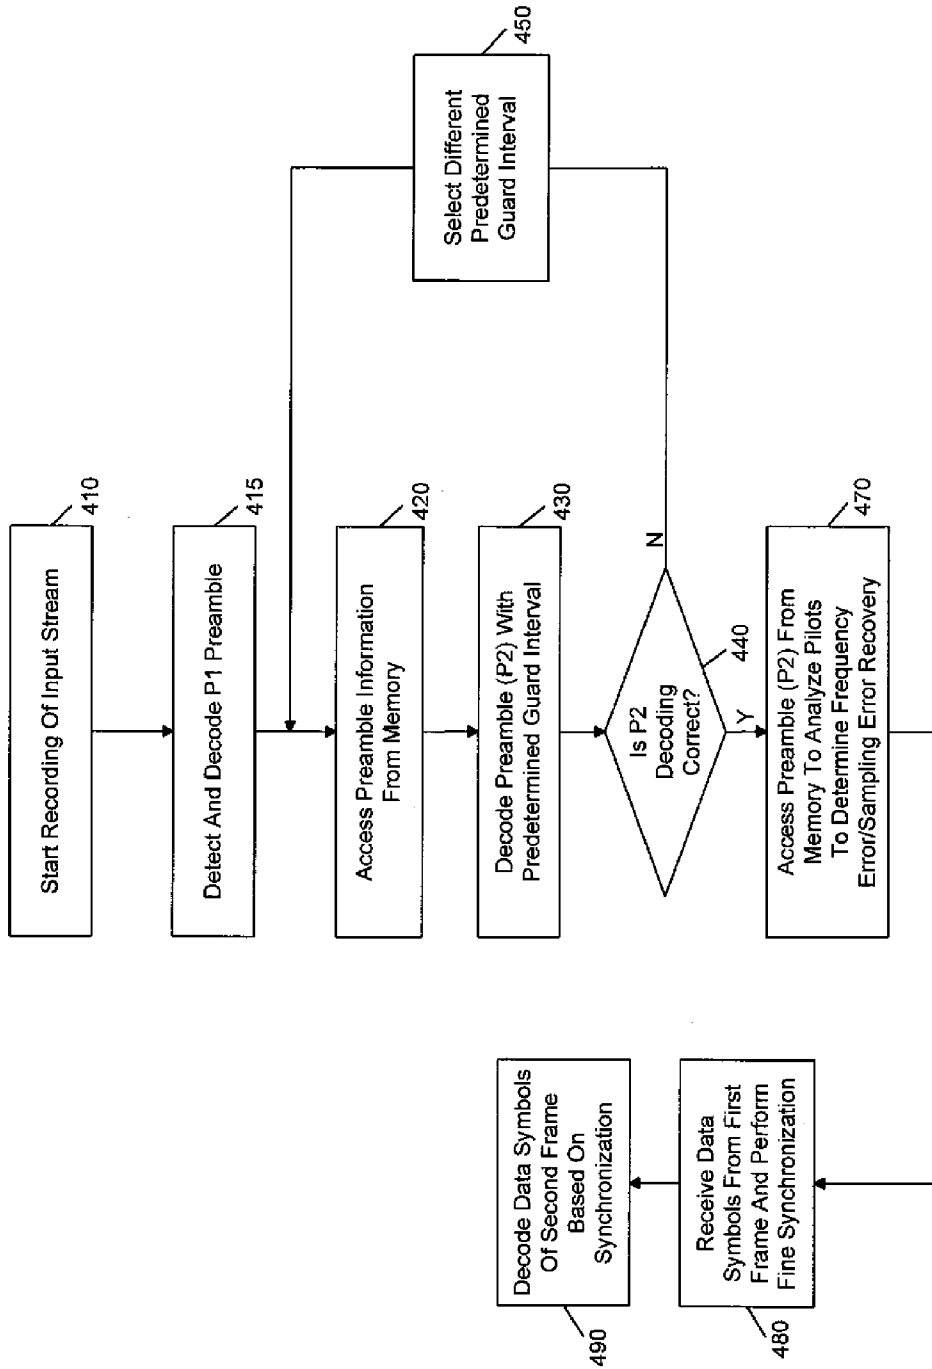 410
Start Recording Of Input Stream
415
Detect And Decode P1 Preamble
420
Access Preamble Information
From Memory
430
Decode Preamble (P2) With
Predetermined Guard Interval
440
Is P2
Decoding
Correct?
N
Y
450
Select Different
Predetermined
Guard Interval
470
Access Preamble (P2) From
Memory To Analyze Pilots
To Determine Frequency
Error/Sampling Error Recovery
480
Receive Data
Symbols From First
Frame And Perform
Fine Synchronization
490
Decode Data Symbols
Of Second Frame
Based On
Synchronization